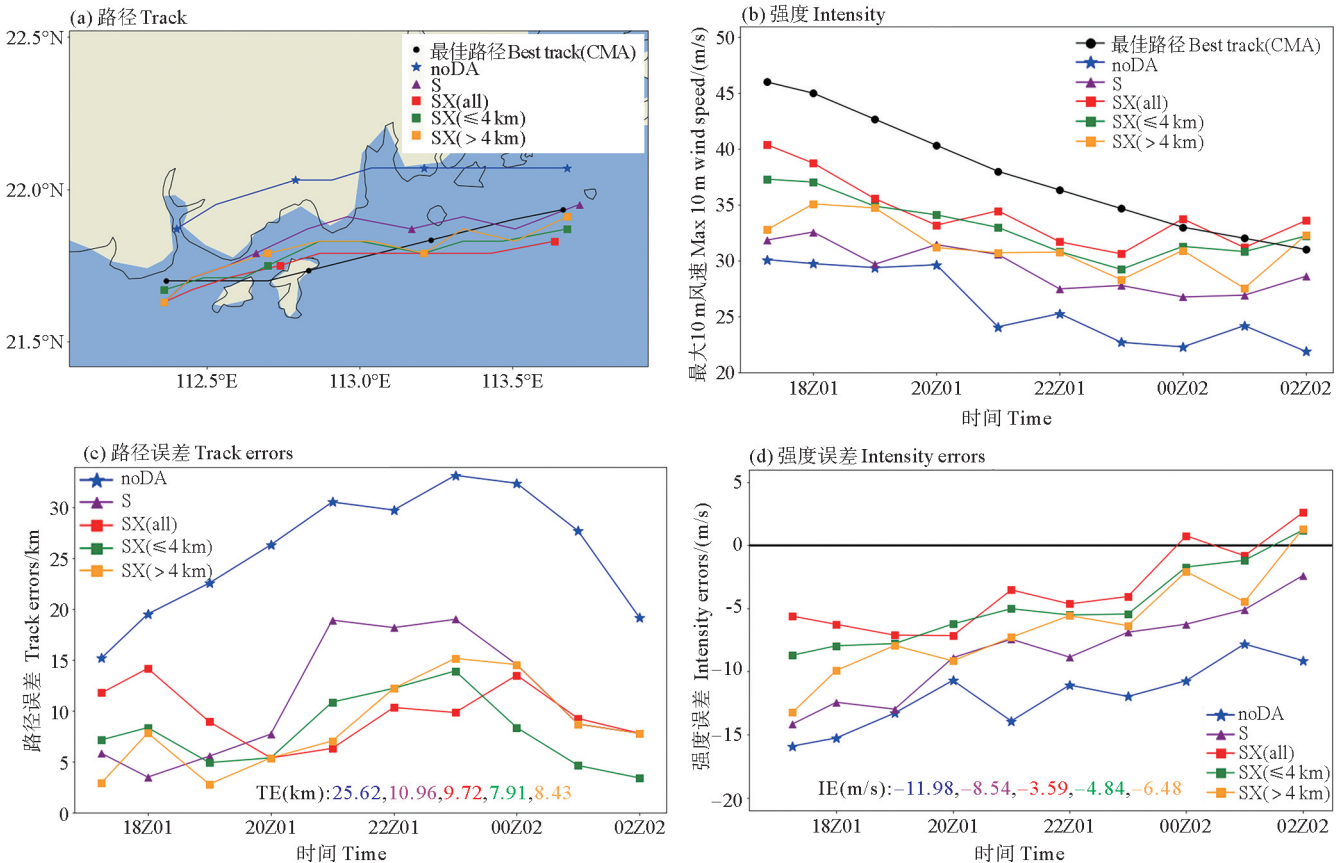 (a) 路径 Track
22.5°N
22.0°N
21.5°N
112.5°E
113.0°E
113.5°E
最佳路径Best track(CMA)
noDA
S
SX(all)
SX(≤4 km)
SX(>4 km)
(b) 强度 Intensity
最大10 m风速 Max 10 m wind speed/(m/s)
50
45
40
35
30
25
20
最佳路径Best track(CMA)
noDA
S
SX(all)
SX(≤4 km)
SX(>4 km)
18Z01
20Z01
22Z01
00Z02
02Z02
时间 Time
(c) 路径误差 Track errors
路径误差 Track errors/km
30
25
20
15
10
5
0
noDA
S
SX(all)
SX(≤4 km)
SX(>4 km)
TE(km):25.62,10.96,9.72,7.91,8.43
18Z01
20Z01
22Z01
00Z02
02Z02
时间 Time
(d) 强度误差 Intensity errors
强度误差 Intensity errors/(m/s)
5
0
−5
−10
−15
−20
noDA
S
SX(all)
SX(≤4 km)
SX(>4 km)
IE(m/s):−11.98,−8.54,−3.59,−4.84,−6.48
18Z01
20Z01
22Z01
00Z02
02Z02
时间 Time